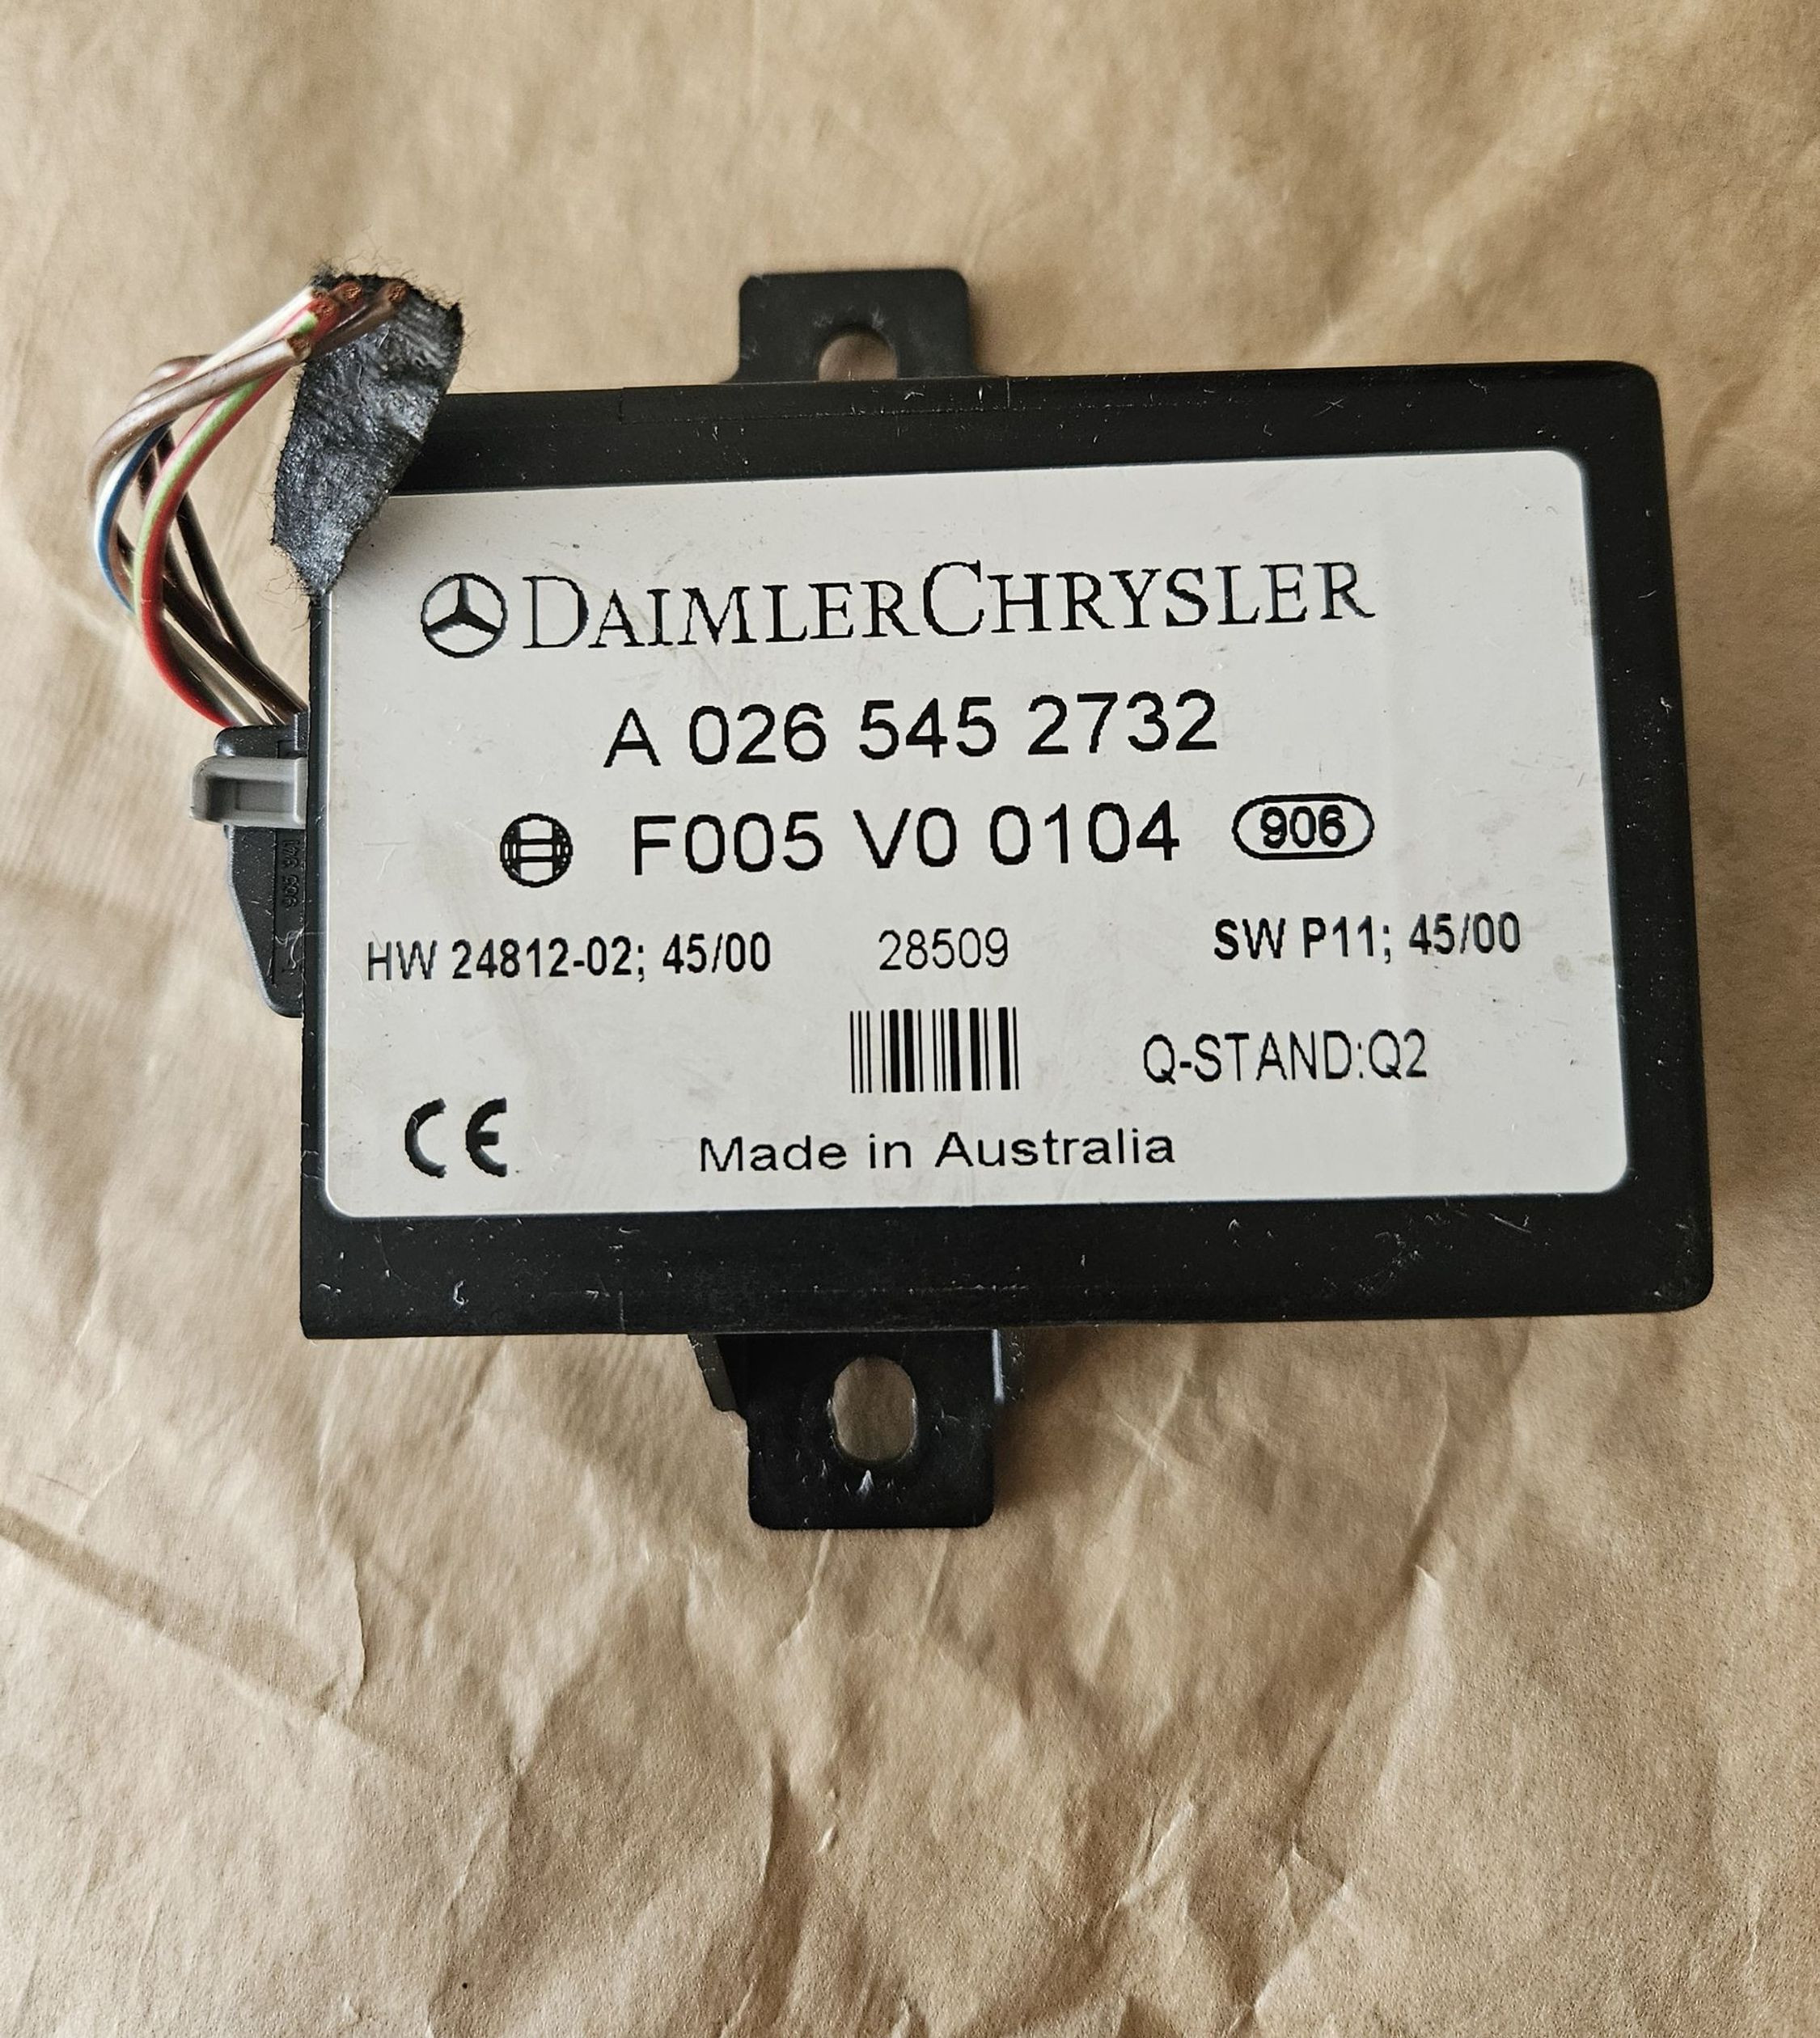 DAIMLERCHRYSLER
A 026 545 2732
F005 V0 0104 906
HW 24812-02; 45/00 28509 SW P11; 45/00
Q-STAND:Q2
CE
Made in Australia